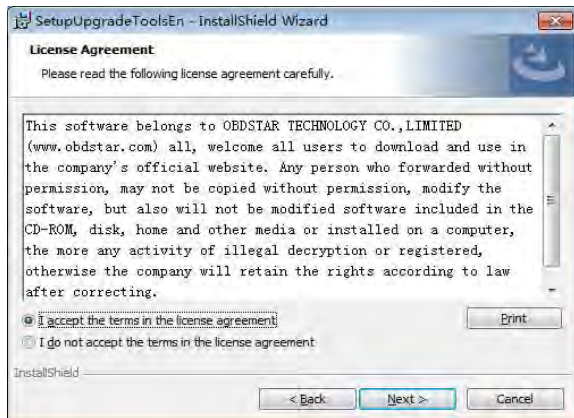 SetupUpgradeToolsEn - InstallShield Wizard
License Agreement
Please read the following license agreement carefully.
This software belongs to OBDSTAR TECHNOLOGY CO.,LIMITED
(www.obdstar.com) all, welcome all users to download and use in
the company's official website. Any person who forwarded without
permission, may not be copied without permission, modify the
software, but also will not be modified software included in the
CD-ROM, disk, home and other media or installed on a computer,
the more any activity of illegal decryption or registered,
otherwise the company will retain the rights according to law
after correcting.
I accept the terms in the license agreement
Print
I do not accept the terms in the license agreement
InstallShield
< Back
Next >
Cancel